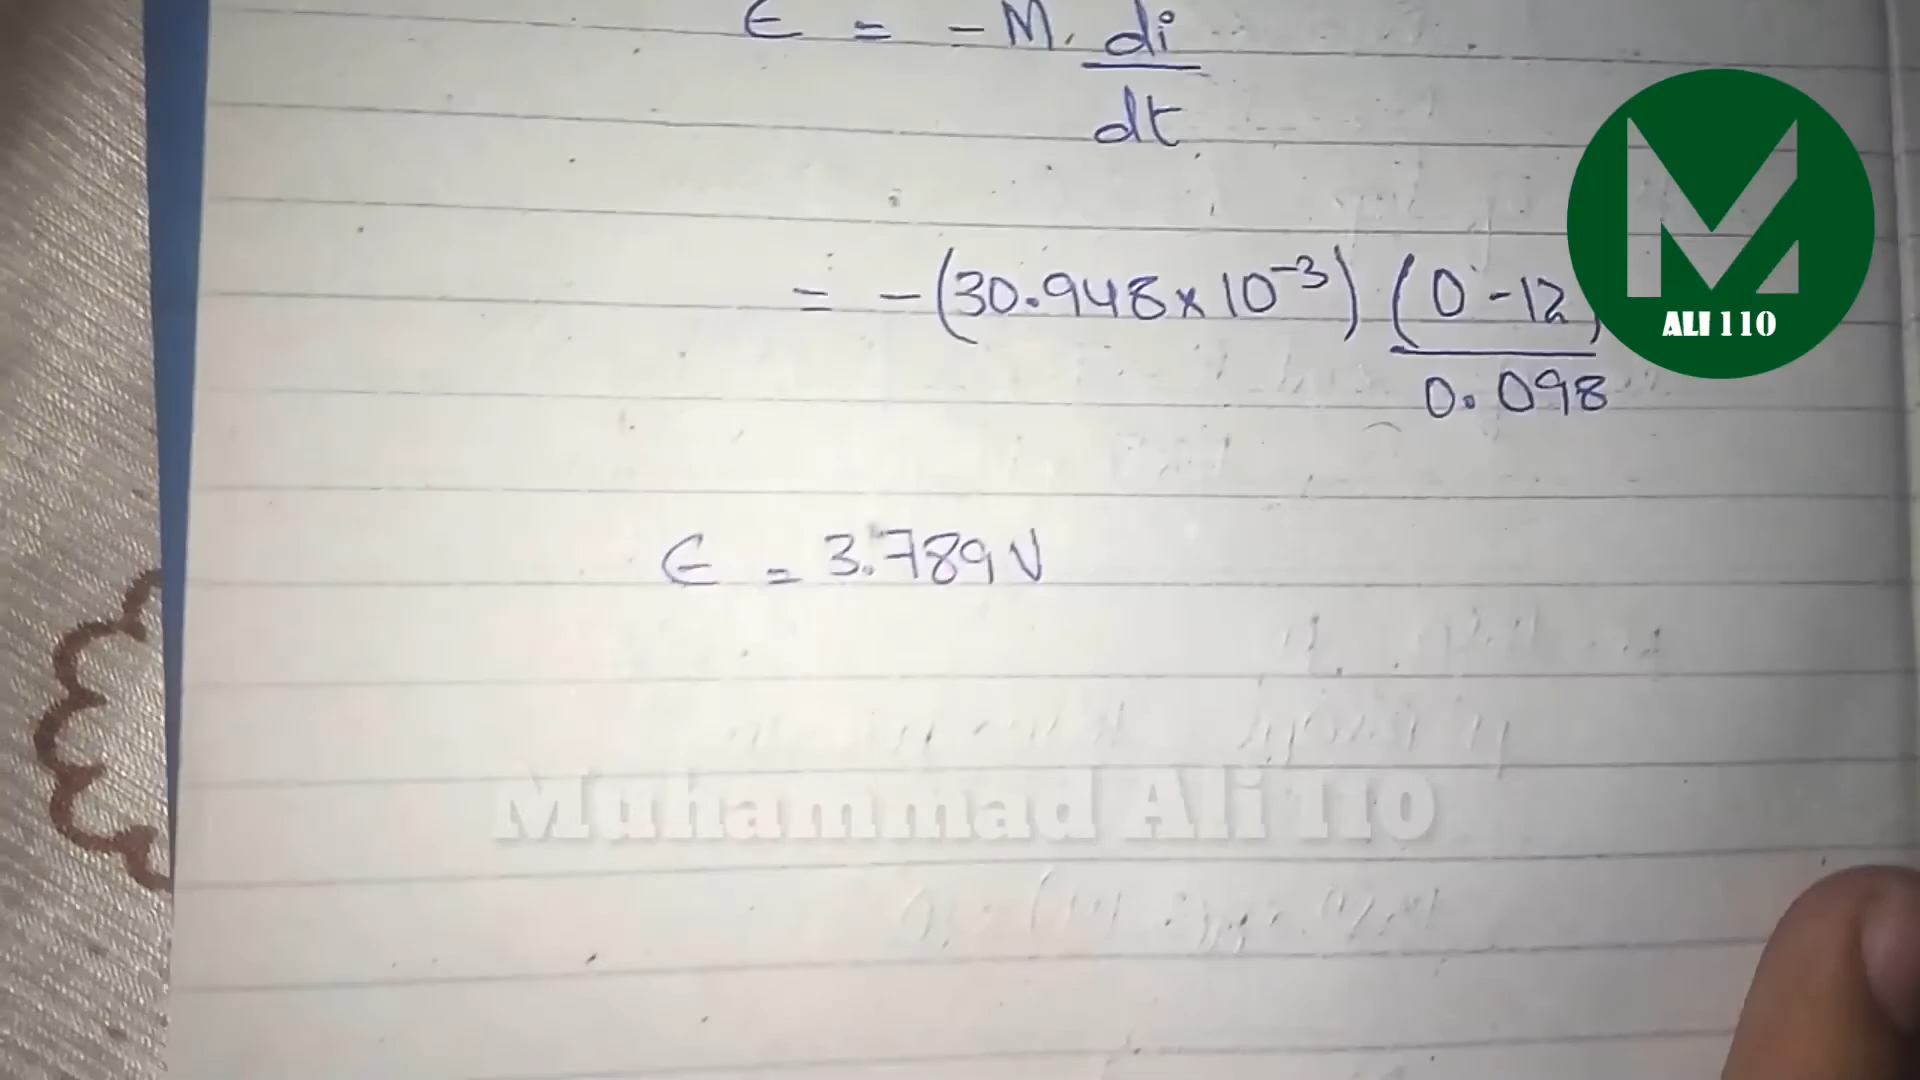 ε = -M. di
dt
= -(30.948 x 10⁻³) (0 - 12
0.098
ε = 3.789 V
M
ALI 110
Muhammad Ali 110